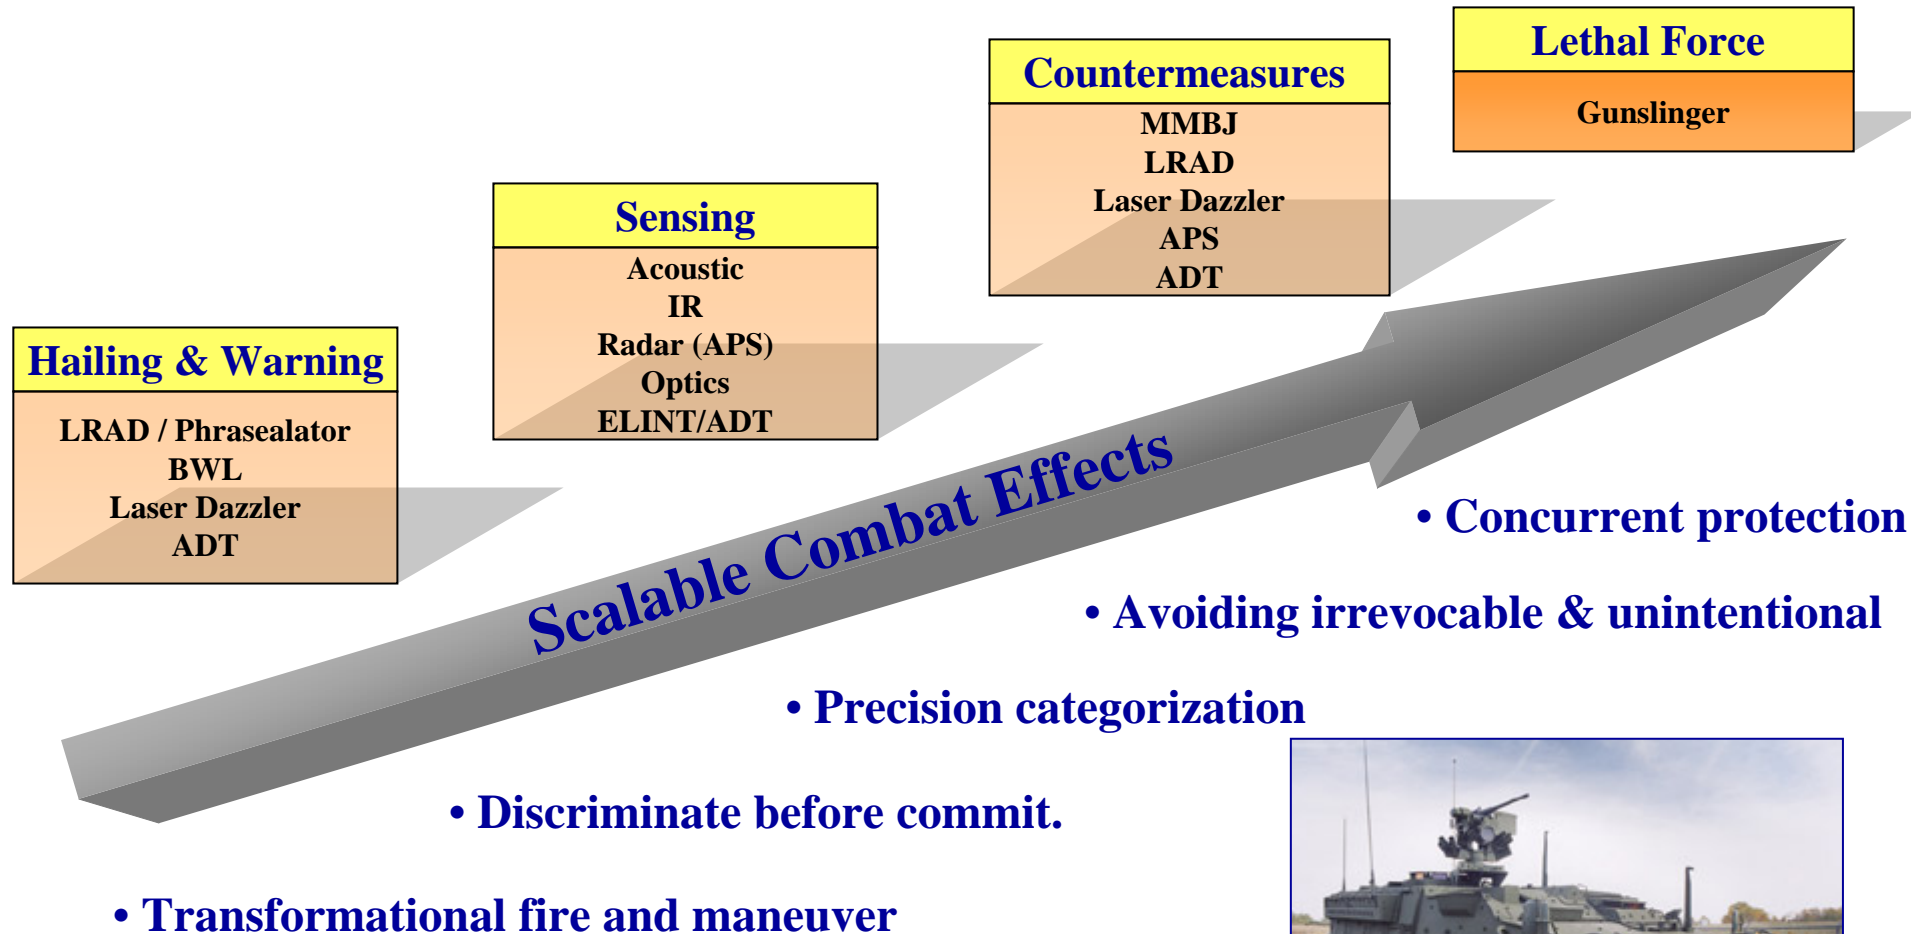 Lethal Force
Gunslinger
Countermeasures
MMBJ
LRAD
Laser Dazzler
APS
ADT
Sensing
Acoustic
IR
Radar (APS)
Optics
ELINT/ADT
Hailing & Warning
LRAD / Phrasealator
BWL
Laser Dazzler
ADT
Scalable Combat Effects
• Concurrent protection
• Avoiding irrevocable & unintentional
• Precision categorization
• Discriminate before commit.
• Transformational fire and maneuver